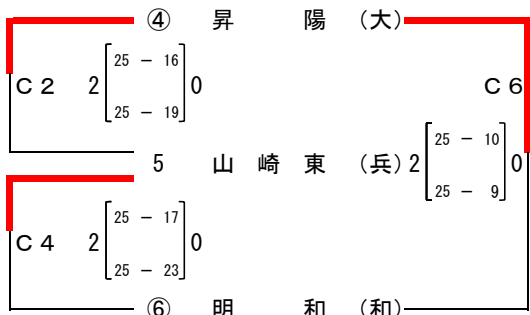 ④ 昇 陽 （大）
C2 2 25 － 16 0
25 － 19
C6
5 山 崎 東 （兵） 2 25 － 10 0
25 － 9
C4 2 25 － 17 0
25 － 23
⑥ 明 和 （和）